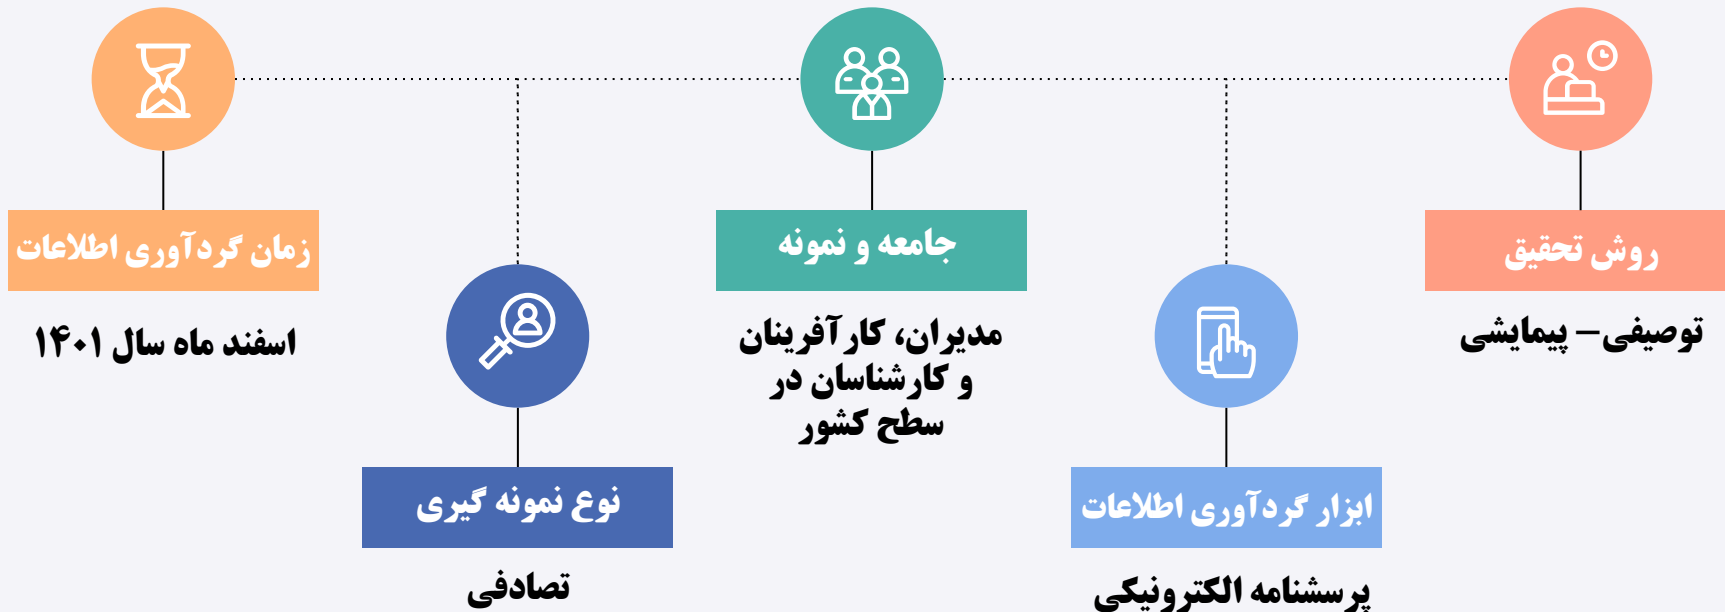 روش تحقیق
توصیفی– پیمایشی
ابزار گردآوری اطلاعات
پرسشنامه الکترونیکی
جامعه و نمونه
مدیران، کارآفرینان
و کارشناسان در
سطح کشور
نوع نمونه گیری
تصادفی
زمان گردآوری اطلاعات
اسفند ماه سال ۱۴۰۱